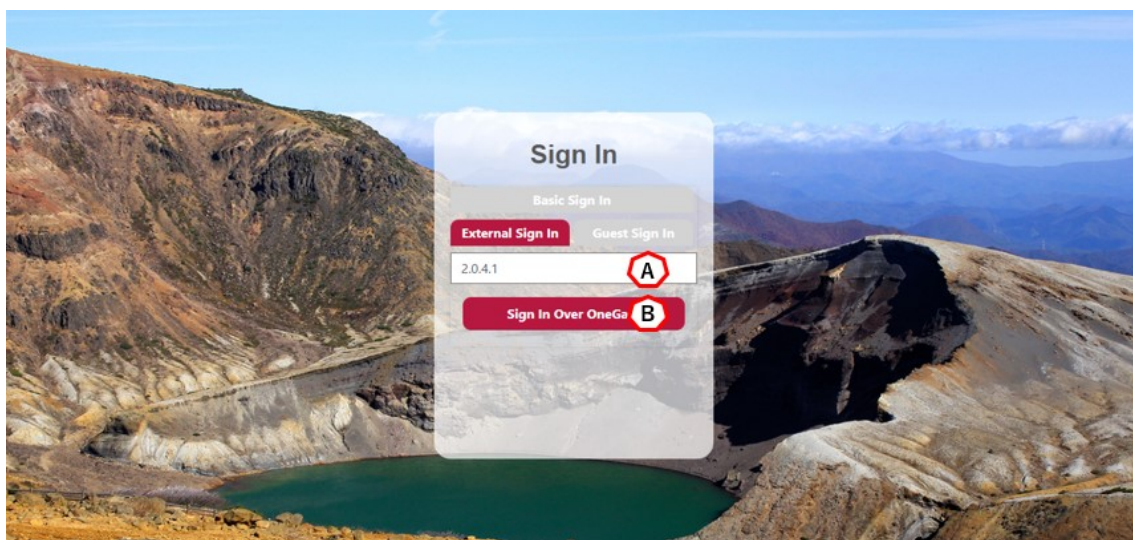 Sign In
Basic Sign In
External Sign In Guest Sign In
2.0.4.1 A
Sign In Over OneGa B